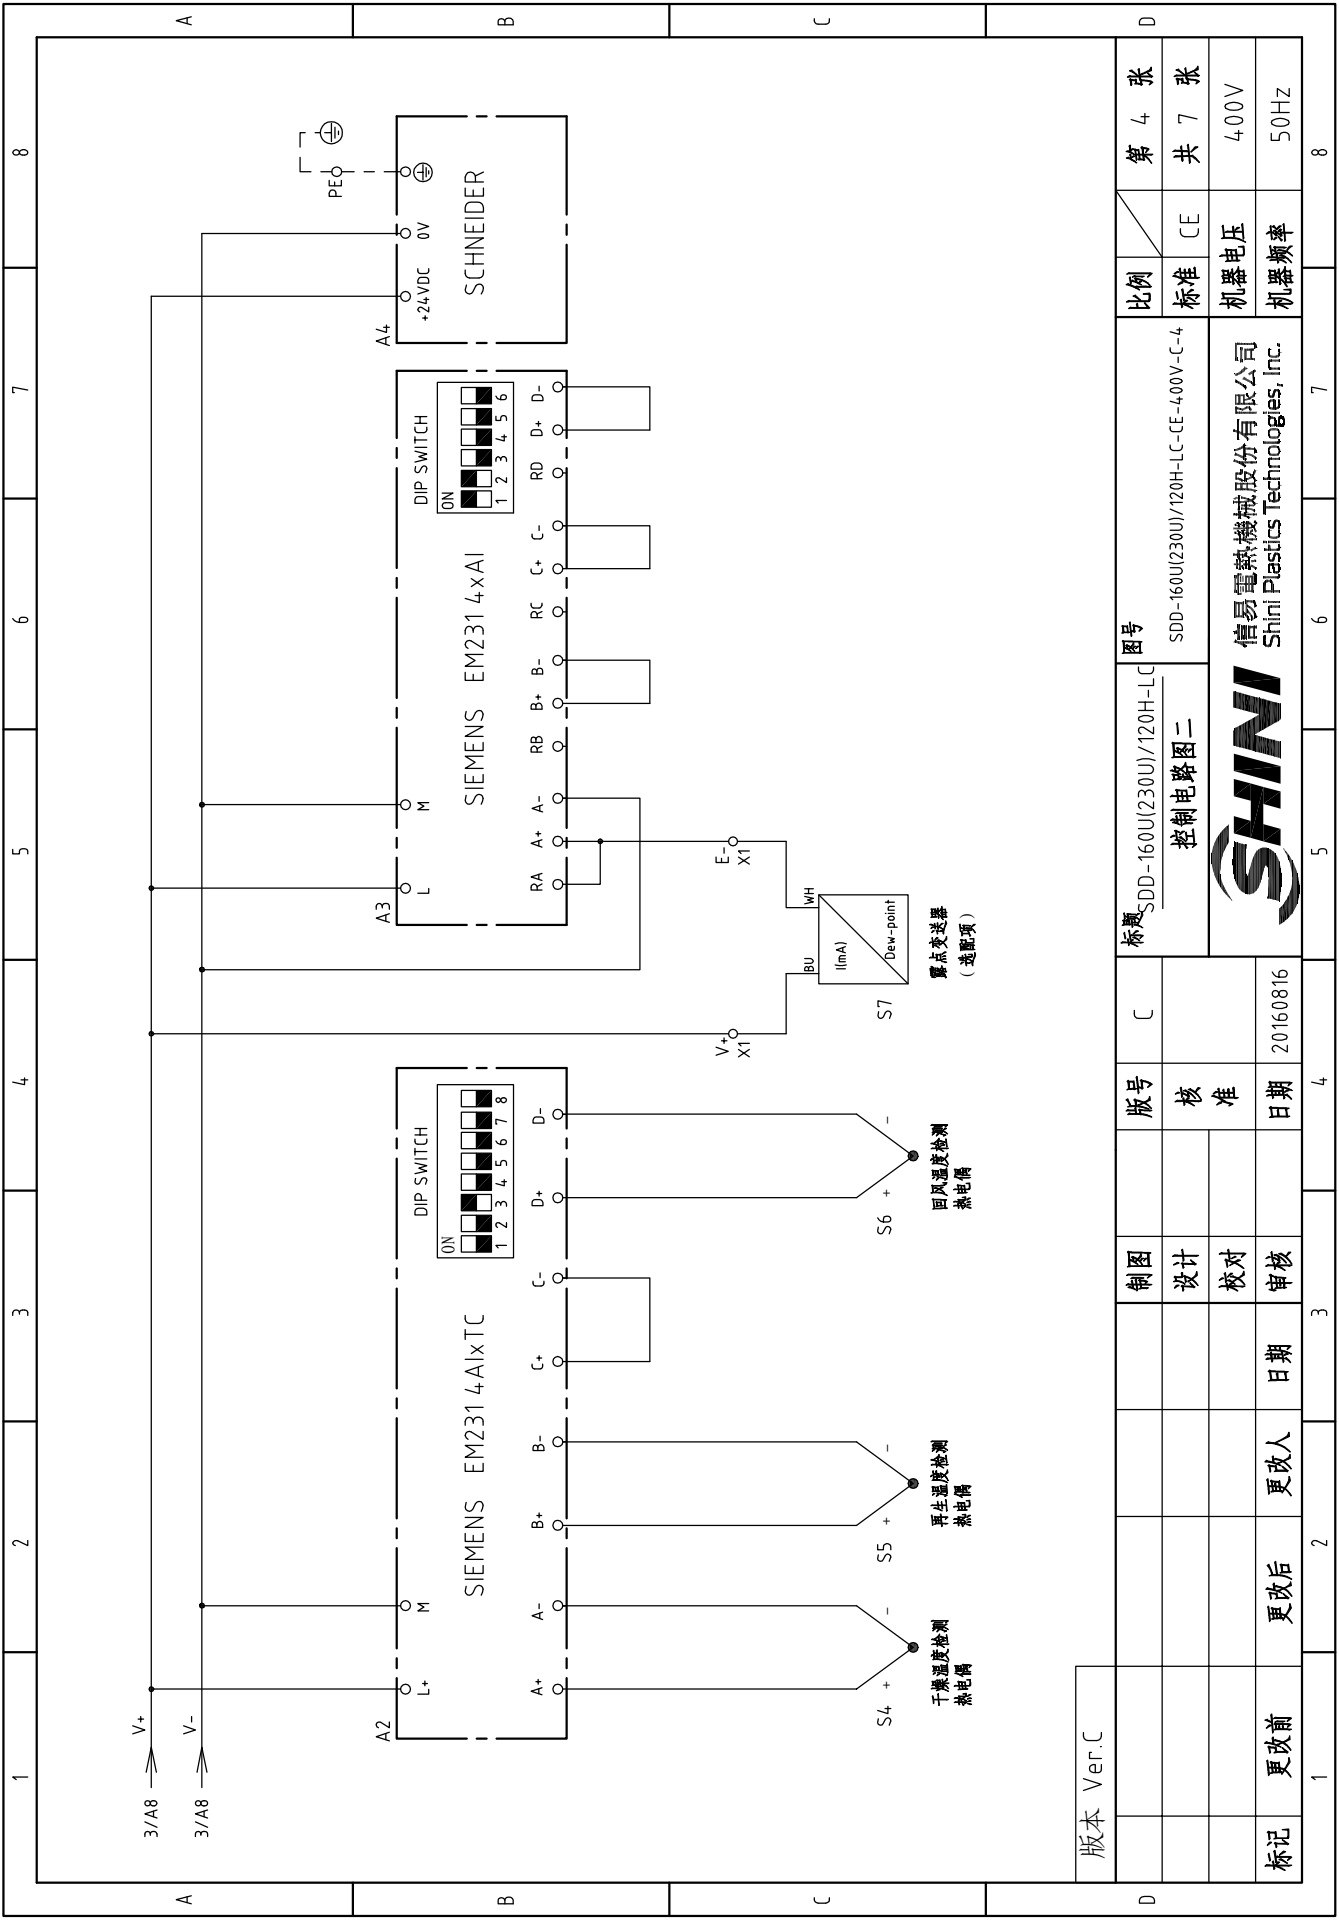 1 2 3 4 5 6 7 8
A
B
C
D
3/A8 V+
3/A8 V-
A2
L+ M
SIEMENS EM231 4AIxTC
DIP SWITCH
ON
1 2 3 4 5 6 7 8
A+ A- B+ B- C+ C- D+ D-
S4 + -
干燥温度检测
热电偶
S5 + -
再生温度检测
热电偶
S6 + -
回风温度检测
热电偶
A3
L M
SIEMENS EM231 4xAI
DIP SWITCH
ON
1 2 3 4 5 6
RA A+ A- RB B+ B- RC C+ C- RD D+ D-
V+
X1
E-
X1
BU WH
I(mA)
Dew-point
S7
露点变送器
(选配项)
A4
+24VDC 0V
PE
SCHNEIDER
版本 Ver.C
标记 更改前 更改后 更改人 日期
制图
设计
校对
审核
版号 C
核
准
日期 20160816
标题
SDD-160U(230U)/120H-LC
控制电路图二
图号
SDD-160U(230U)/120H-LC-CE-400V-C-4
比例
第 4 张
标准 CE
共 7 张
机器电压 400V
机器频率 50Hz
SHINI
信易電熱機械股份有限公司
Shini Plastics Technologies, Inc.
1 2 3 4 5 6 7 8
A
B
C
D